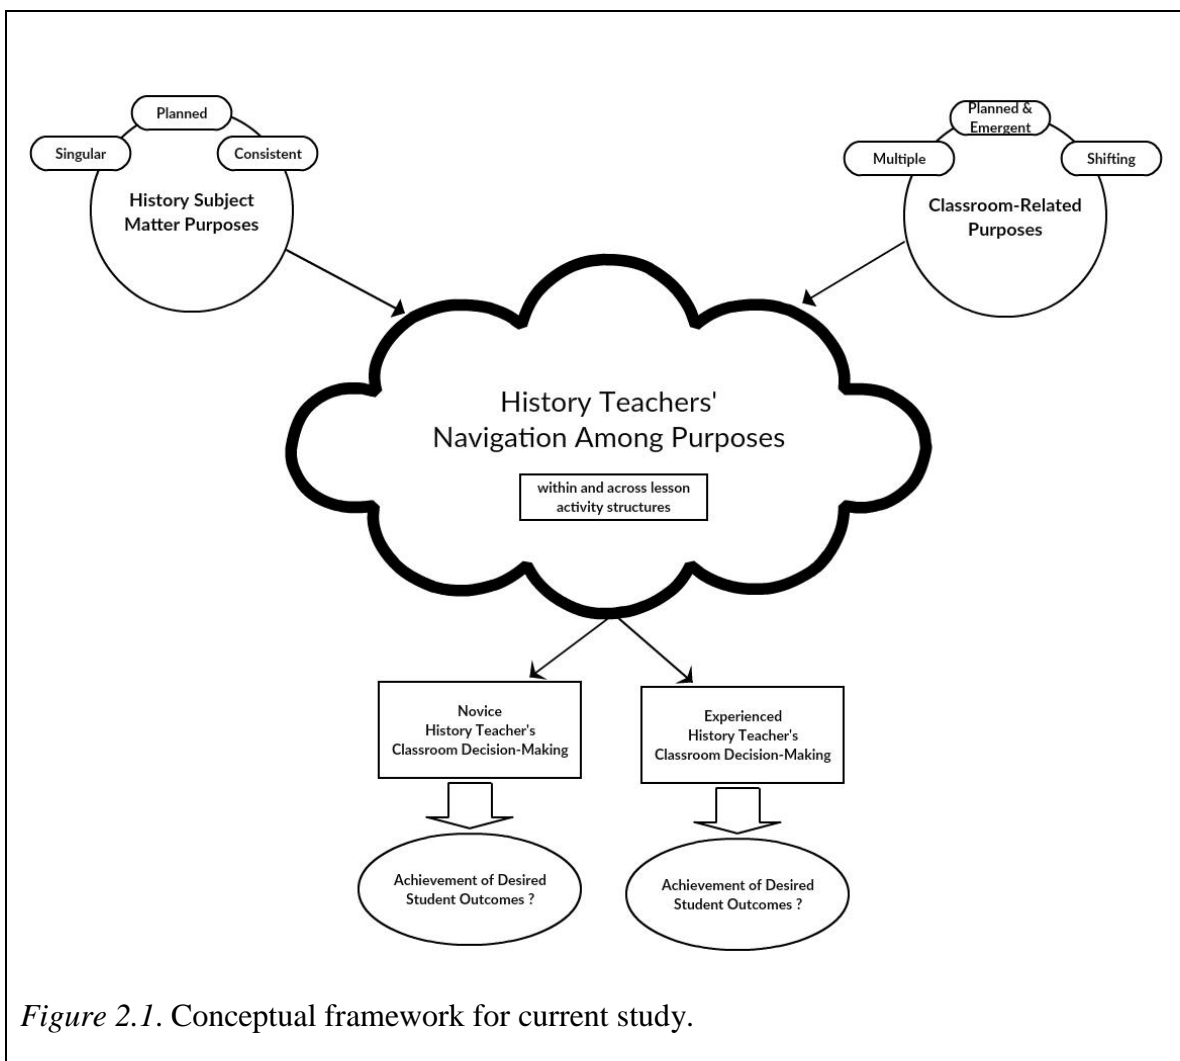 Planned
Singular
Consistent
History Subject
Matter Purposes
Planned &
Emergent
Multiple
Shifting
Classroom-Related
Purposes
History Teachers'
Navigation Among Purposes
within and across lesson
activity structures
Novice
History Teacher's
Classroom Decision-Making
Experienced
History Teacher's
Classroom Decision-Making
Achievement of Desired
Student Outcomes ?
Achievement of Desired
Student Outcomes ?
Figure 2.1. Conceptual framework for current study.